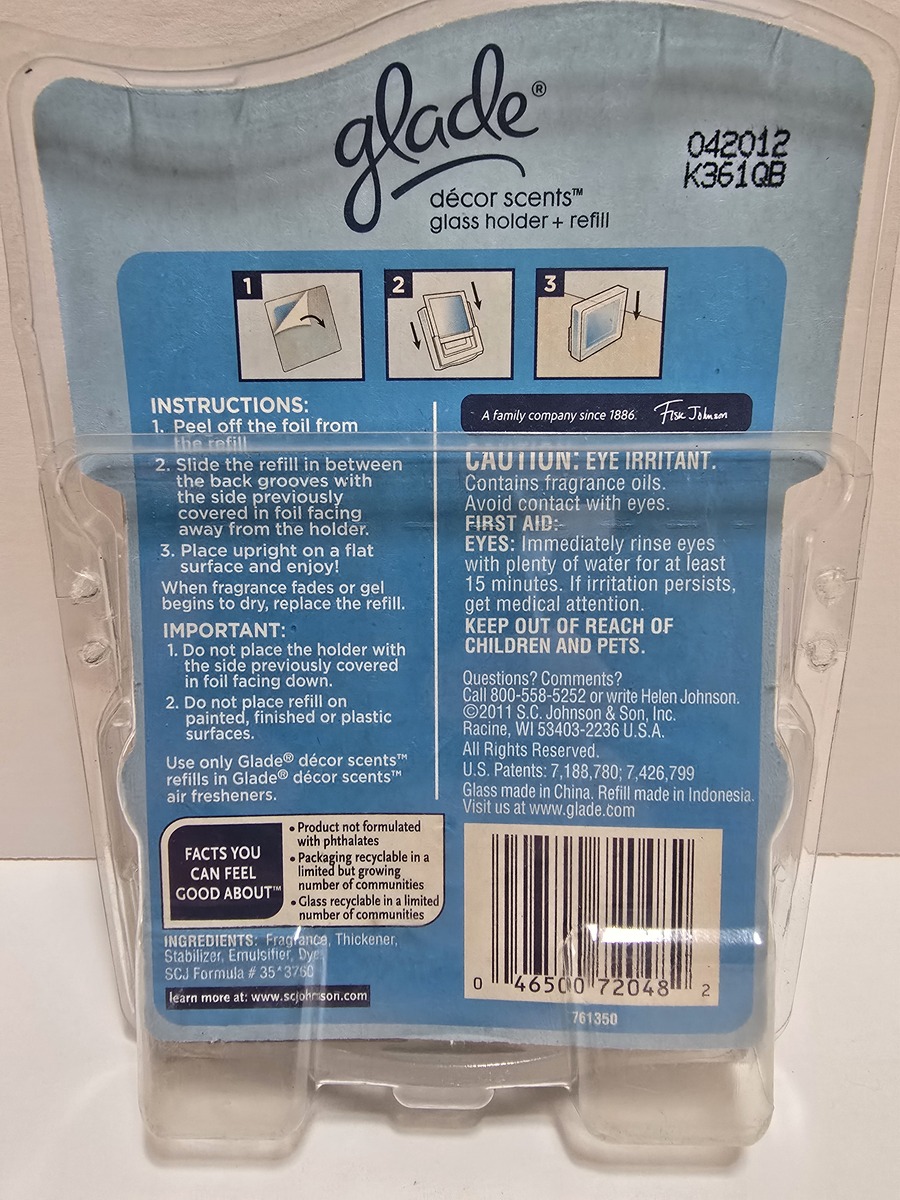 glade®
décor scents™
glass holder + refill
042012
K361QB
1
2
3
INSTRUCTIONS:
1. Peel off the foil from
the refill
2. Slide the refill in between
the back grooves with
the side previously
covered in foil facing
away from the holder.
3. Place upright on a flat
surface and enjoy!
When fragrance fades or gel
begins to dry, replace the refill.
IMPORTANT:
1. Do not place the holder with
the side previously covered
in foil facing down.
2. Do not place refill on
painted, finished or plastic
surfaces.
Use only Glade® décor scents™
refills in Glade® décor scents™
air fresheners.
FACTS YOU
CAN FEEL
GOOD ABOUT™
• Product not formulated
with phthalates
• Packaging recyclable in a
limited but growing
number of communities
• Glass recyclable in a limited
number of communities
INGREDIENTS: Fragrance, Thickener,
Stabilizer, Emulsifier, Dye
SCJ Formula # 35*3760
learn more at: www.scjohnson.com
A family company since 1886. Fisk Johnson
CAUTION: EYE IRRITANT.
Contains fragrance oils.
Avoid contact with eyes.
FIRST AID:
EYES: Immediately rinse eyes
with plenty of water for at least
15 minutes. If irritation persists,
get medical attention.
KEEP OUT OF REACH OF
CHILDREN AND PETS.
Questions? Comments?
Call 800-558-5252 or write Helen Johnson.
©2011 S.C. Johnson & Son, Inc.
Racine, WI 53403-2236 U.S.A.
All Rights Reserved.
U.S. Patents: 7,188,780; 7,426,799
Glass made in China. Refill made in Indonesia.
Visit us at www.glade.com
0 46500 72048 2
761350